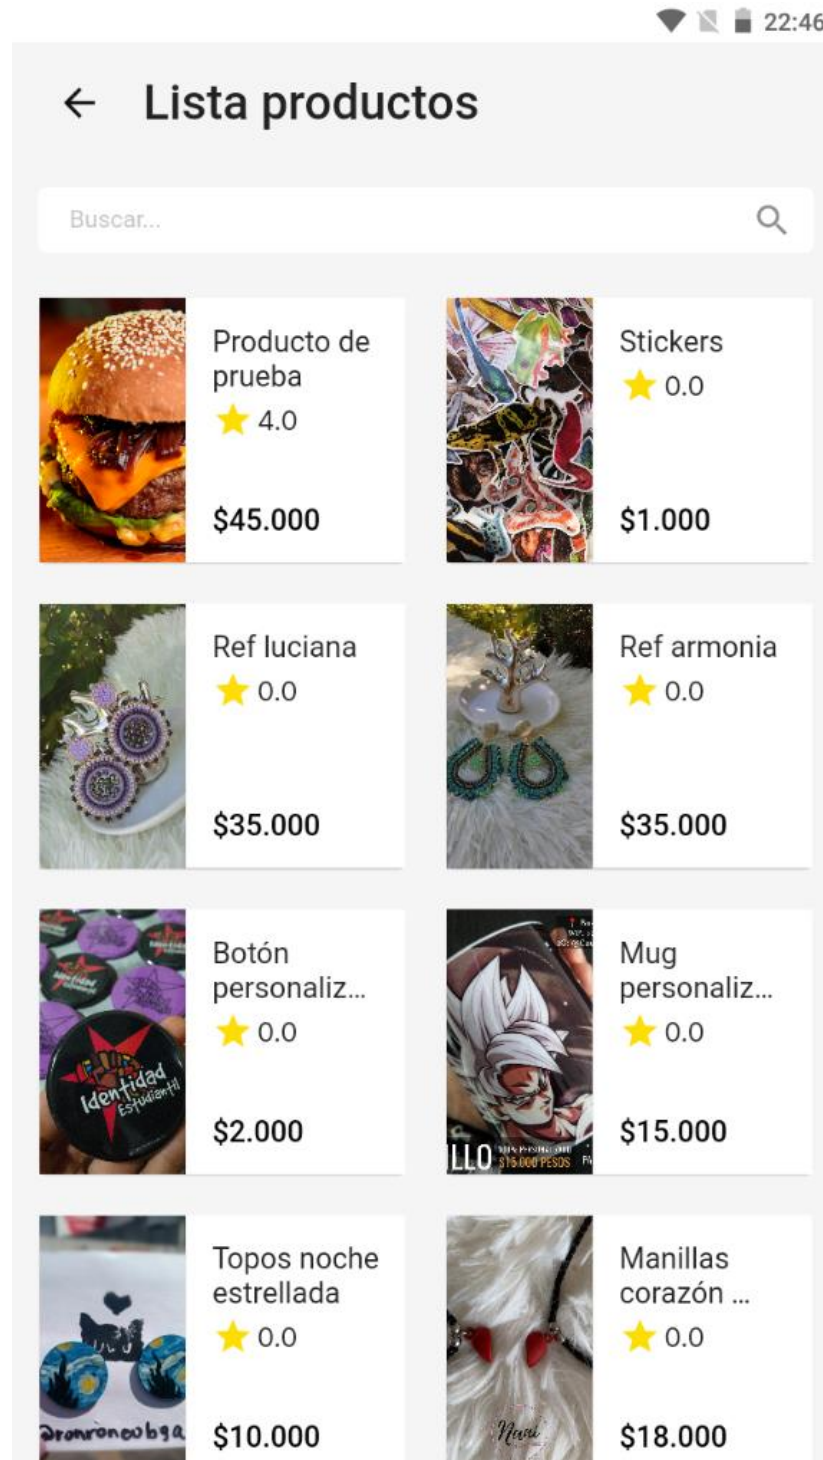 22:46
Lista productos
Buscar...
Producto de
prueba
4.0
$45.000
Stickers
0.0
$1.000
Ref luciana
0.0
$35.000
Ref armonia
0.0
$35.000
Botón
personaliz...
0.0
$2.000
Identidad
Estudiantil
Mug
personaliz...
0.0
$15.000
LLO
$15.000 PESOS
Topos noche
estrellada
0.0
$10.000
@ronroneobga
Manillas
corazón ...
0.0
$18.000
Nani